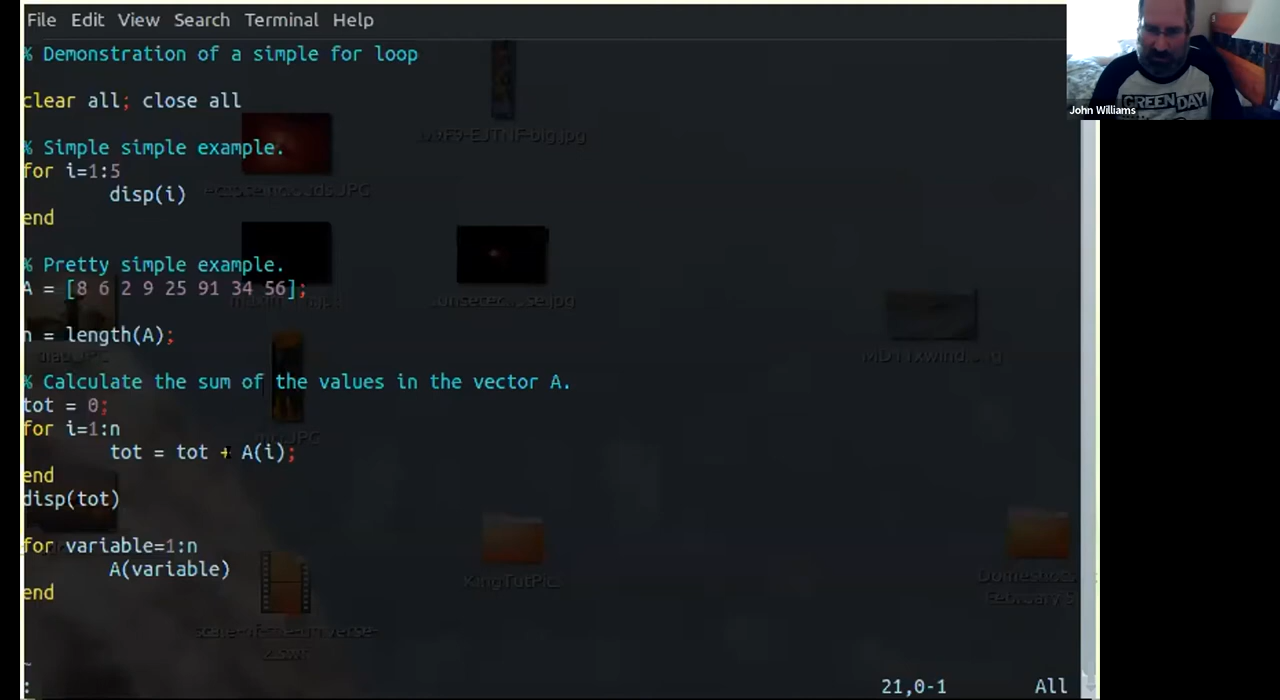 File Edit View Search Terminal Help
% Demonstration of a simple for loop
clear all; close all
% Simple simple example.
for i=1:5
disp(i)
end
% Pretty simple example.
A = [8 6 2 9 25 91 34 56];
n = length(A);
% Calculate the sum of the values in the vector A.
tot = 0;
for i=1:n
tot = tot + A(i);
end
disp(tot)
for variable=1:n
A(variable)
end
~
:
21,0-1 All
John Williams
GREEN DAY
KingTutPic